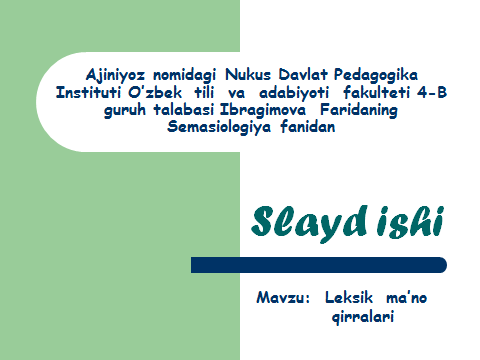 Ajiniyoz nomidagi Nukus Davlat Pedagogika
Instituti O’zbek tili va adabiyoti fakulteti 4-B
guruh talabasi Ibragimova Faridaning
Semasiologiya fanidan
Slayd ishi
Mavzu: Leksik ma’no
qirralari